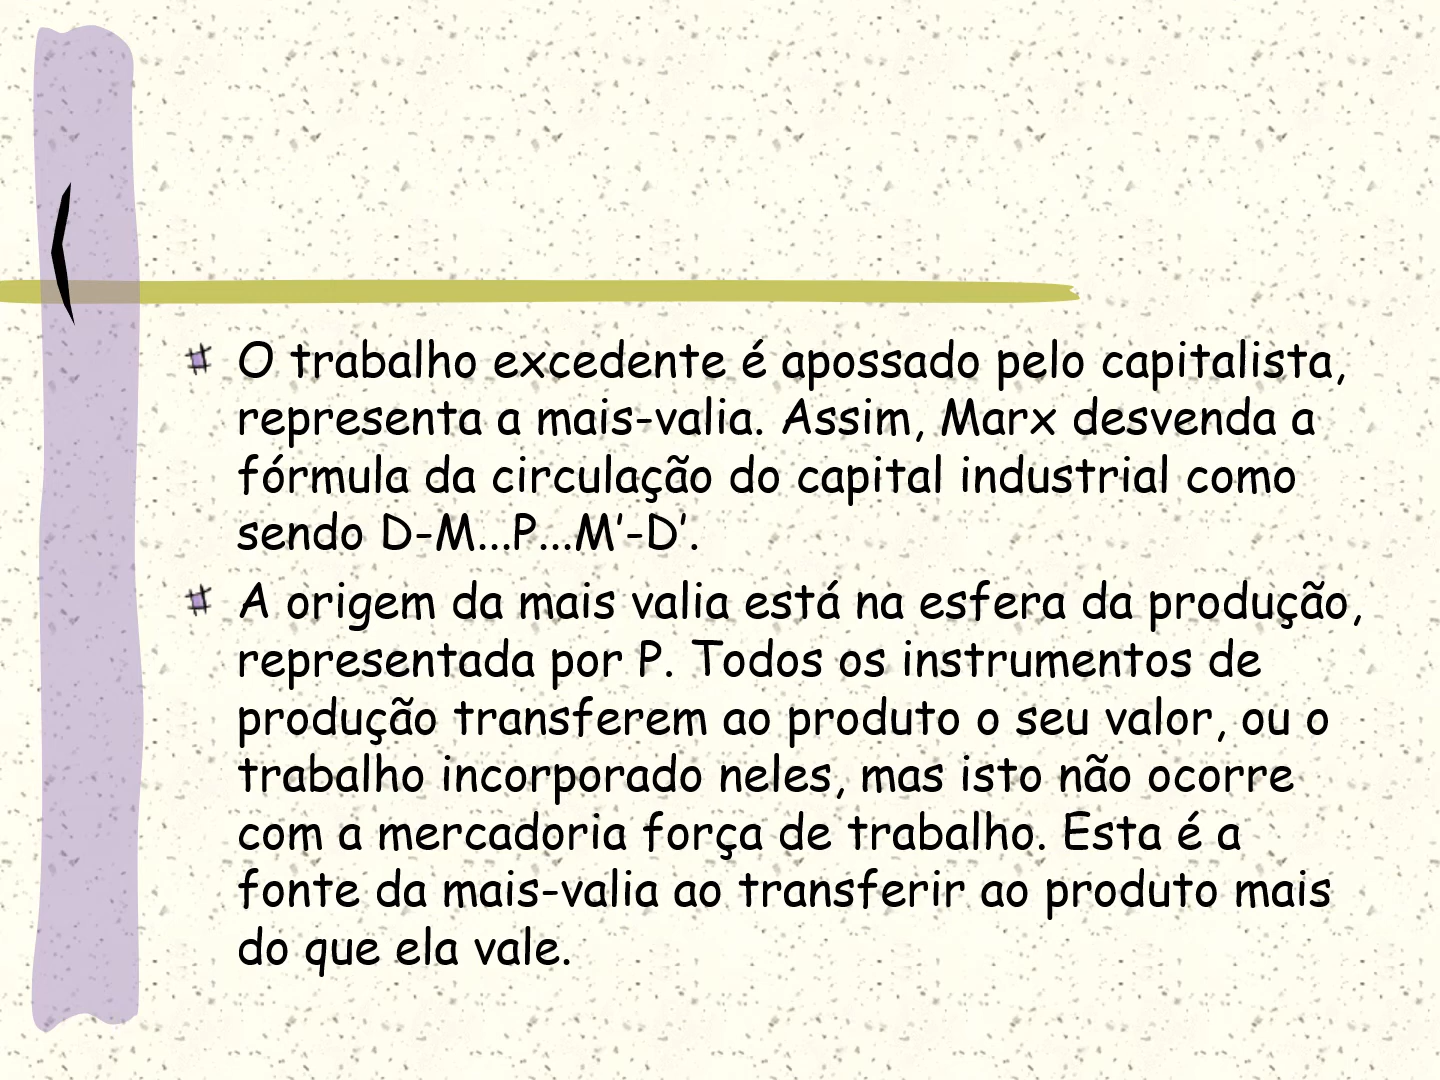 O trabalho excedente é apossado pelo capitalista,
representa a mais-valia. Assim, Marx desvenda a
fórmula da circulação do capital industrial como
sendo D-M...P...M’-D’.
A origem da mais valia está na esfera da produção,
representada por P. Todos os instrumentos de
produção transferem ao produto o seu valor, ou o
trabalho incorporado neles, mas isto não ocorre
com a mercadoria força de trabalho. Esta é a
fonte da mais-valia ao transferir ao produto mais
do que ela vale.